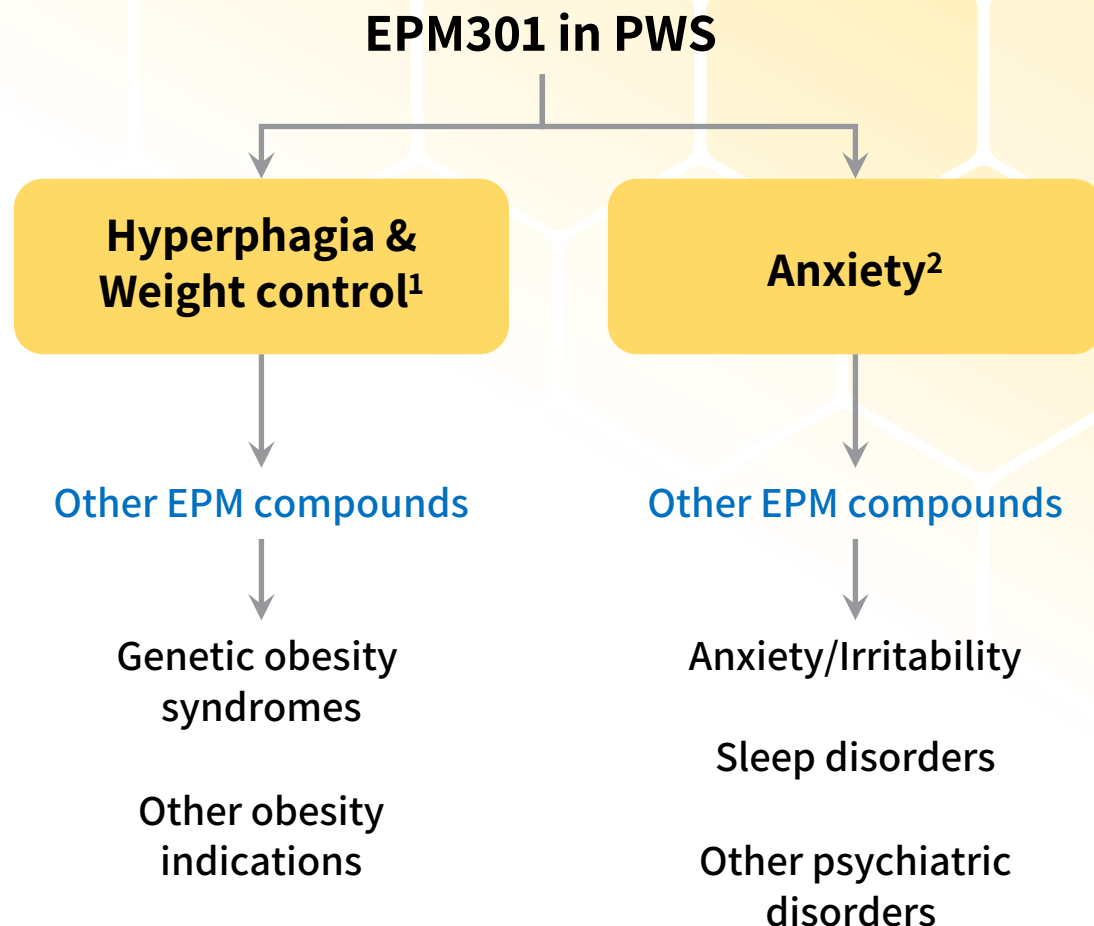 EPM301 in PWS
Hyperphagia &
Weight control¹
Anxiety²
Other EPM compounds
Other EPM compounds
Genetic obesity
syndromes
Other obesity
indications
Anxiety/Irritability
Sleep disorders
Other psychiatric
disorders